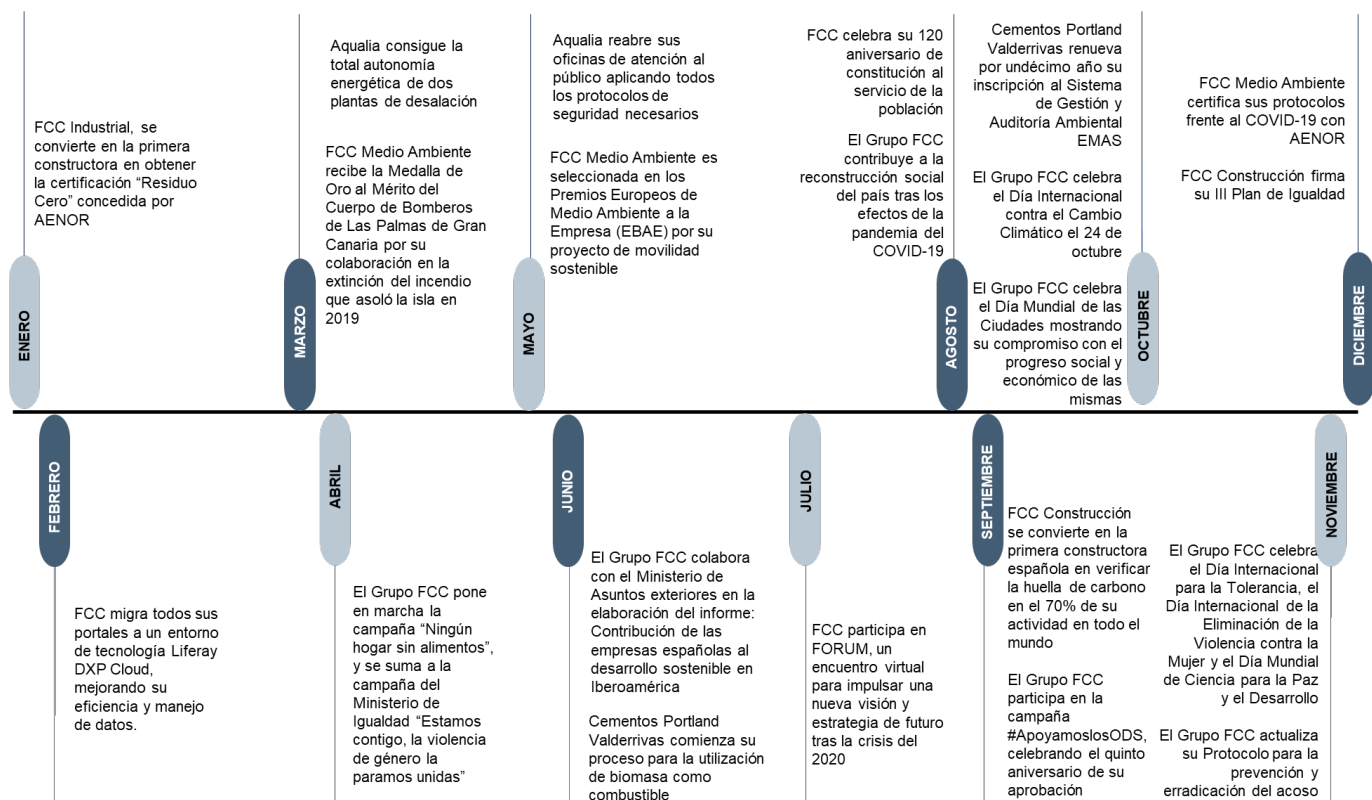 ENERO
FCC Industrial, se
convierte en la primera
constructora en obtener
la certificación “Residuo
Cero” concedida por
AENOR
FEBRERO
FCC migra todos sus
portales a un entorno
de tecnología Liferay
DXP Cloud,
mejorando su
eficiencia y manejo
de datos.
MARZO
Aqualia consigue la
total autonomía
energética de dos
plantas de desalación
FCC Medio Ambiente
recibe la Medalla de
Oro al Mérito del
Cuerpo de Bomberos
de Las Palmas de Gran
Canaria por su
colaboración en la
extinción del incendio
que asoló la isla en
2019
ABRIL
El Grupo FCC pone
en marcha la
campaña “Ningún
hogar sin alimentos”,
y se suma a la
campaña del
Ministerio de
Igualdad “Estamos
contigo, la violencia
de género la
paramos unidas”
MAYO
Aqualia reabre sus
oficinas de atención al
público aplicando todos
los protocolos de
seguridad necesarios
FCC Medio Ambiente es
seleccionada en los
Premios Europeos de
Medio Ambiente a la
Empresa (EBAE) por su
proyecto de movilidad
sostenible
JUNIO
El Grupo FCC colabora
con el Ministerio de
Asuntos exteriores en la
elaboración del informe:
Contribución de las
empresas españolas al
desarrollo sostenible en
Iberoamérica
Cementos Portland
Valderrivas comienza su
proceso para la utilización
de biomasa como
combustible
JULIO
FCC participa en
FORUM, un
encuentro virtual
para impulsar una
nueva visión y
estrategia de futuro
tras la crisis del
2020
AGOSTO
FCC celebra su 120
aniversario de
constitución al
servicio de la
población
El Grupo FCC
contribuye a la
reconstrucción social
del país tras los
efectos de la
pandemia del
COVID-19
SEPTIEMBRE
FCC Construcción
se convierte en la
primera constructora
española en verificar
la huella de carbono
en el 70% de su
actividad en todo el
mundo
El Grupo FCC
participa en la
campaña
#ApoyamoslosODS,
celebrando el quinto
aniversario de su
aprobación
OCTUBRE
Cementos Portland
Valderrivas renueva
por undécimo año su
inscripción al Sistema
de Gestión y
Auditoría Ambiental
EMAS
El Grupo FCC celebra
el Día Internacional
contra el Cambio
Climático el 24 de
octubre
El Grupo FCC celebra
el Día Mundial de las
Ciudades mostrando
su compromiso con el
progreso social y
económico de las
mismas
NOVIEMBRE
El Grupo FCC celebra
el Día Internacional
para la Tolerancia, el
Día Internacional de la
Eliminación de la
Violencia contra la
Mujer y el Día Mundial
de Ciencia para la Paz
y el Desarrollo
El Grupo FCC actualiza
su Protocolo para la
prevención y
erradicación del acoso
DICIEMBRE
FCC Medio Ambiente
certifica sus protocolos
frente al COVID-19 con
AENOR
FCC Construcción firma
su III Plan de Igualdad